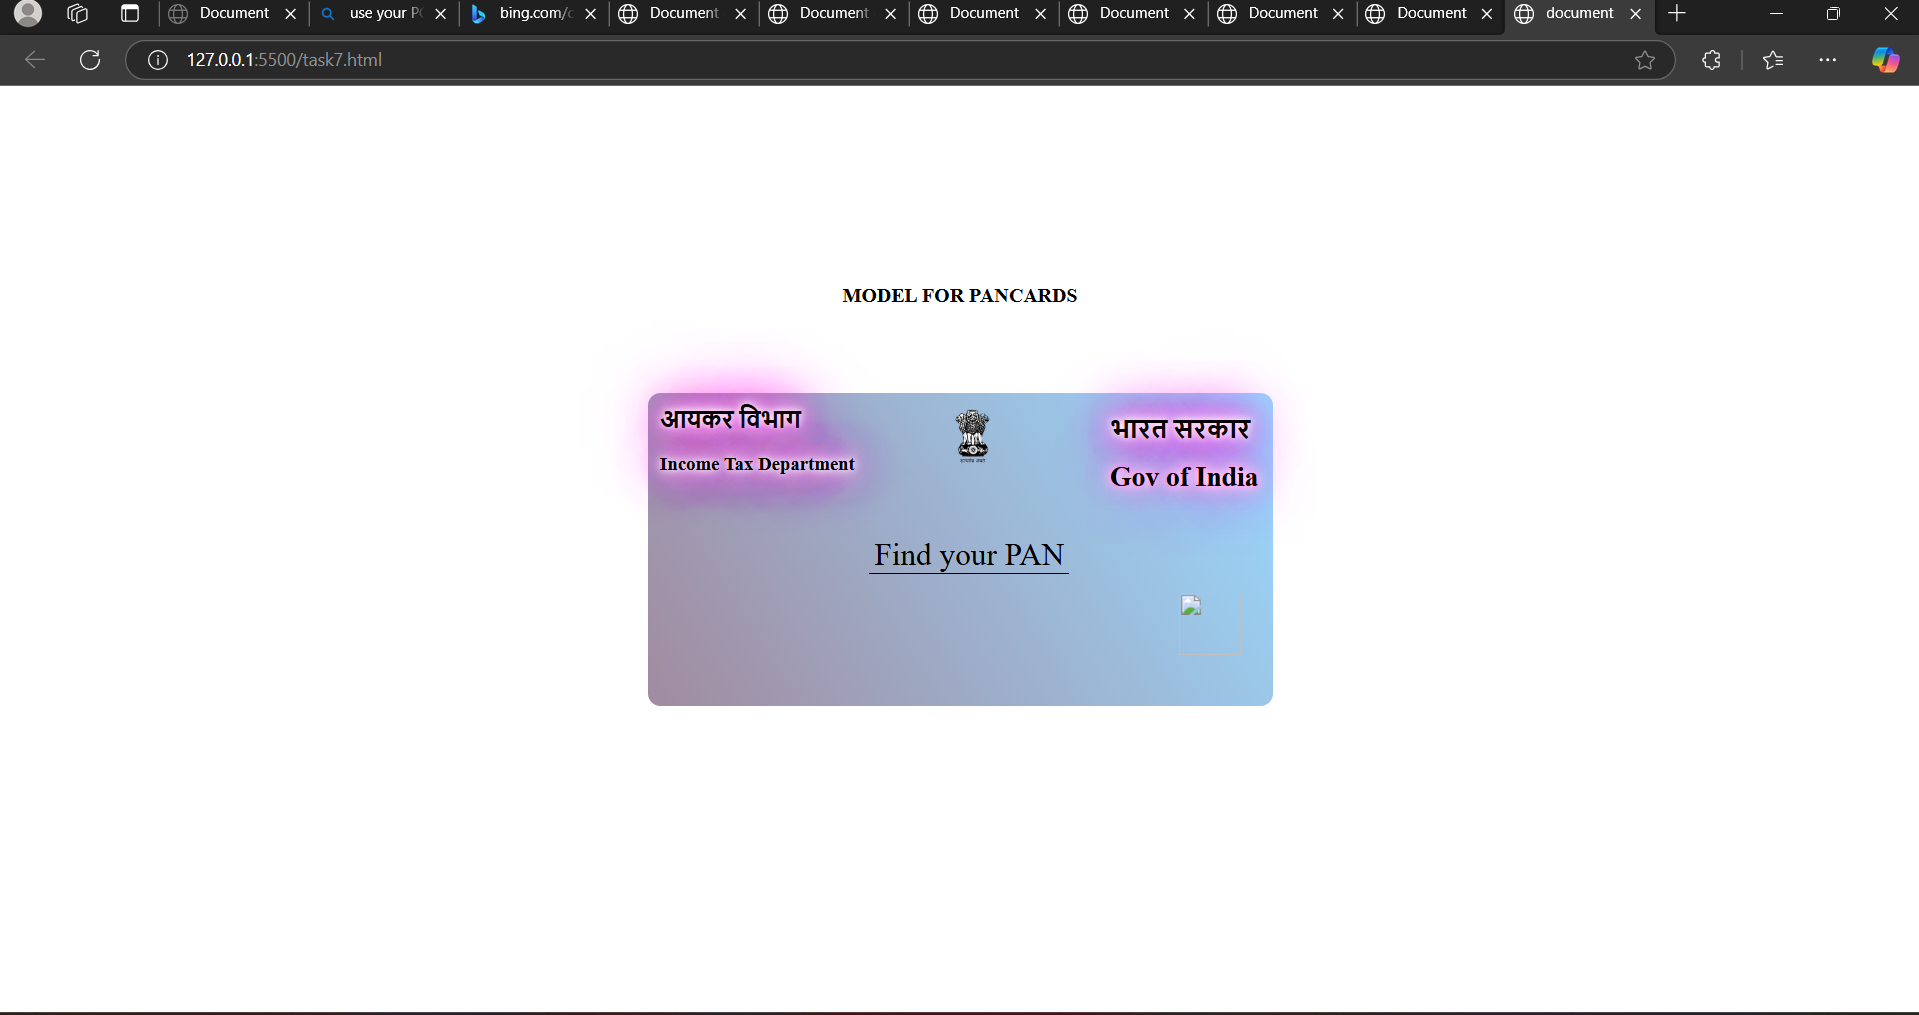 Document
use your P
bing.com/c
Document
Document
Document
Document
Document
Document
document
127.0.0.1:5500/task7.html
MODEL FOR PANCARDS
आयकर विभाग
भारत सरकार
Income Tax Department
Gov of India
Find your PAN